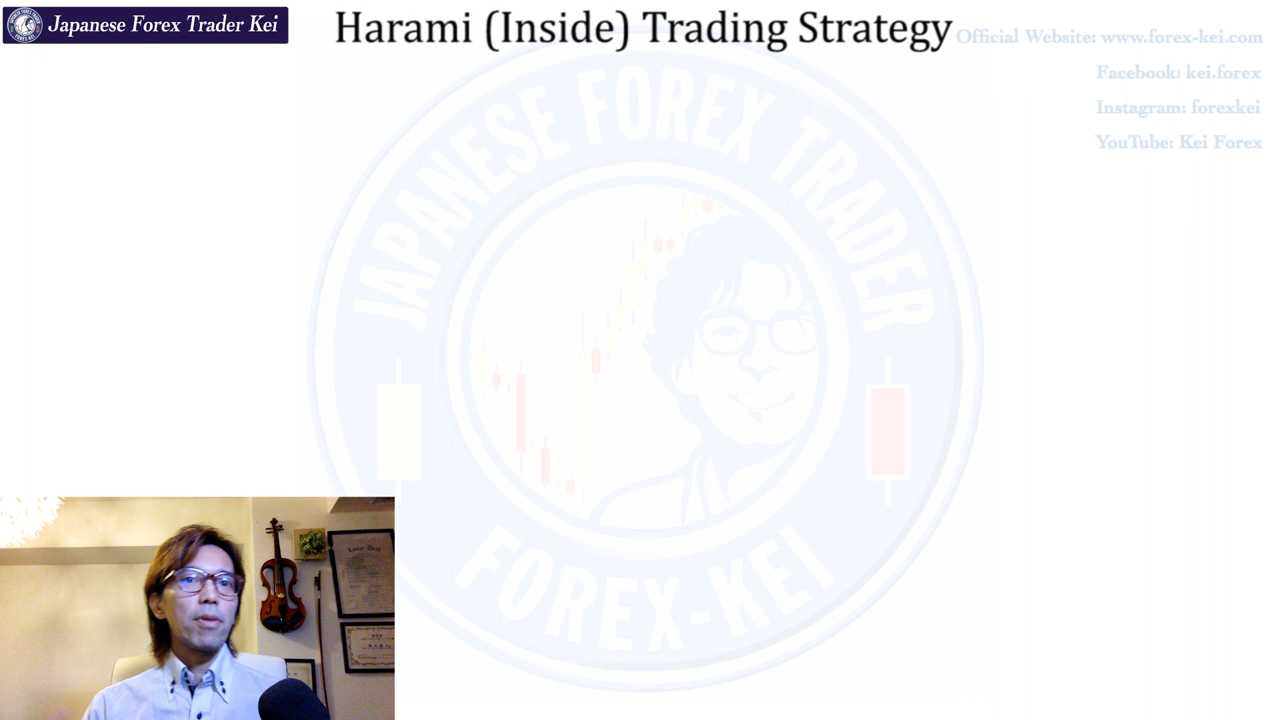 Japanese Forex Trader Kei
Harami (Inside) Trading Strategy
Official Website: www.forex-kei.com
Facebook: kei.forex
Instagram: forexkei
YouTube: Kei Forex
JAPANESE FOREX TRADER
FOREX-KEI